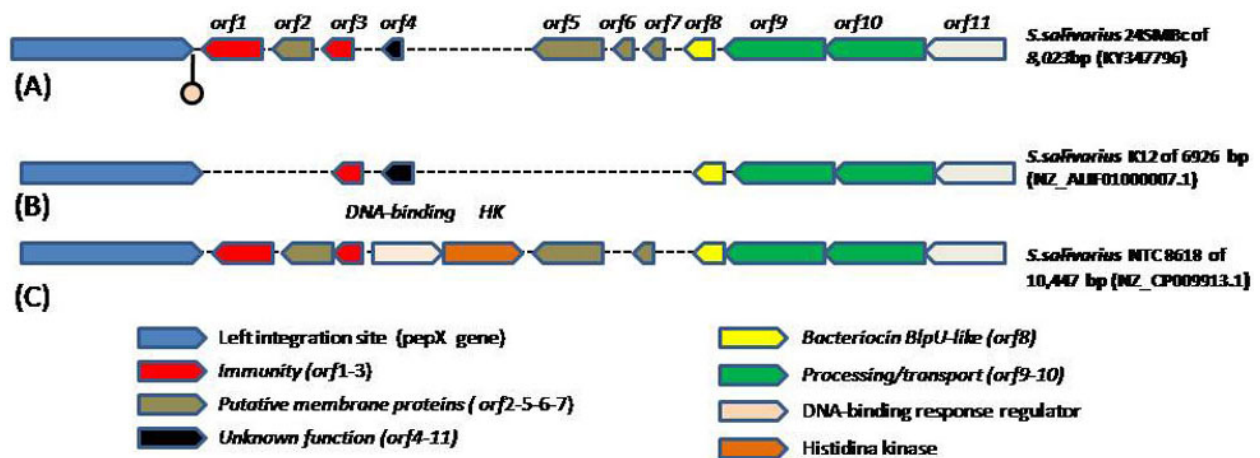 orf1 orf2 orf3 orf4 orf5 orf6 orf7 orf8 orf9 orf10 orf11
S.salivarius 24SMBc of
8,023bp (KY347796)
(A)
S.salivarius K12 of 6926 bp
(NZ_ALIF01000007.1)
(B)
DNA-binding HK
S.salivarius NTC8618 of
10,447 bp (NZ_CP009913.1)
(C)
Left integration site (pepX gene)
Immunity (orf1-3)
Putative membrane proteins ( orf2-5-6-7)
Unknown function (orf4-11)
Bacteriocin BlpU-like (orf8)
Processing/transport (orf9-10)
DNA-binding response regulator
Histidina kinase